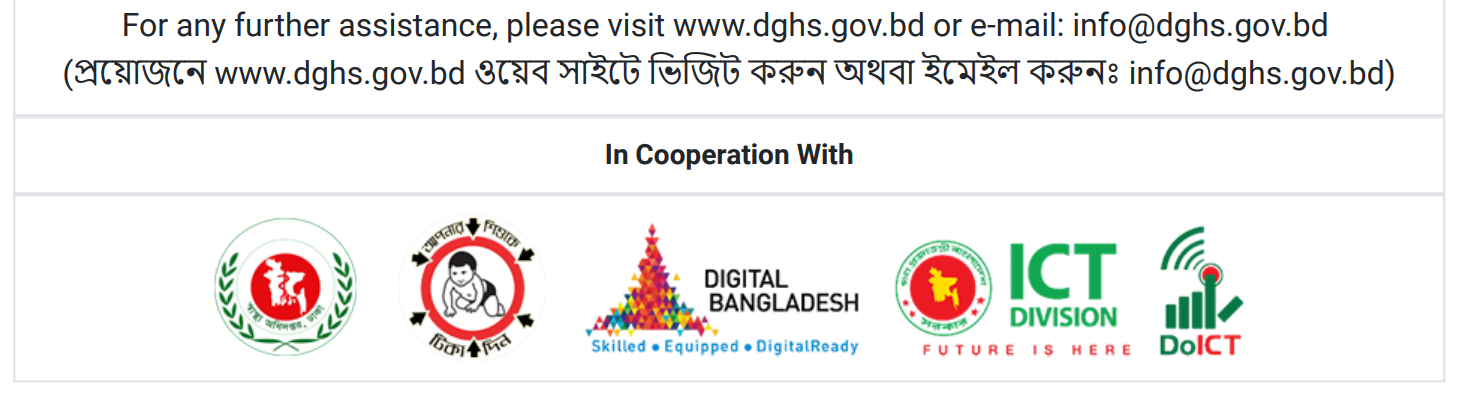 For any further assistance, please visit www.dghs.gov.bd or e-mail: info@dghs.gov.bd
(প্রয়োজনে www.dghs.gov.bd ওয়েব সাইটে ভিজিট করুন অথবা ইমেইল করুনঃ info@dghs.gov.bd)
In Cooperation With
স্বাস্থ্য অধিদপ্তর, ঢাকা
আপনার শিশুকে
টিকা দিন
DIGITAL
BANGLADESH
Skilled • Equipped • DigitalReady
গণপ্রজাতন্ত্রী বাংলাদেশ
সরকার
ICT
DIVISION
FUTURE IS HERE
DoICT